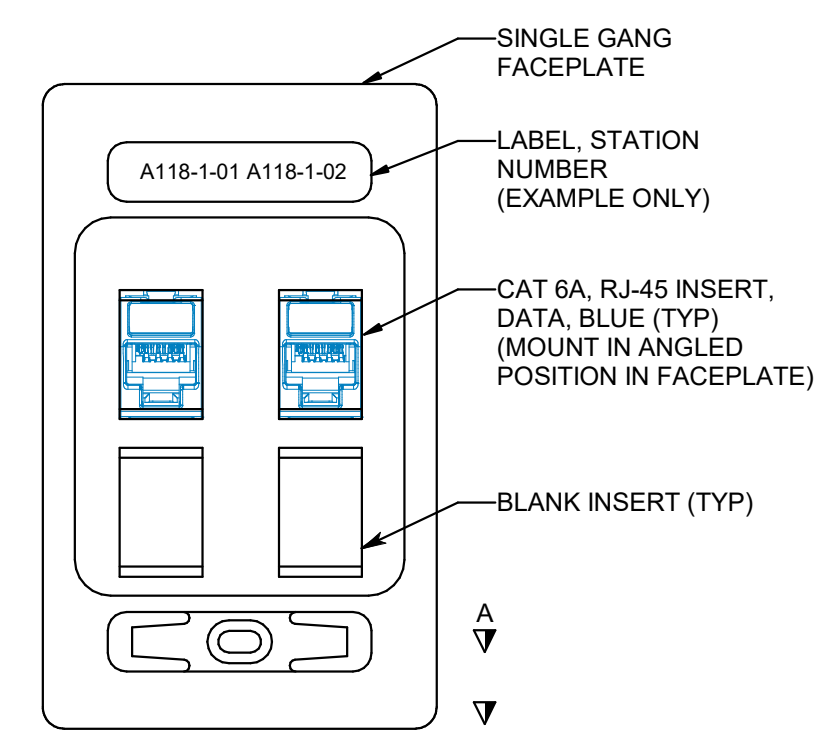 SINGLE GANG
FACEPLATE
LABEL, STATION
NUMBER
(EXAMPLE ONLY)
A118-1-01 A118-1-02
CAT 6A, RJ-45 INSERT,
DATA, BLUE (TYP)
(MOUNT IN ANGLED
POSITION IN FACEPLATE)
BLANK INSERT (TYP)
A